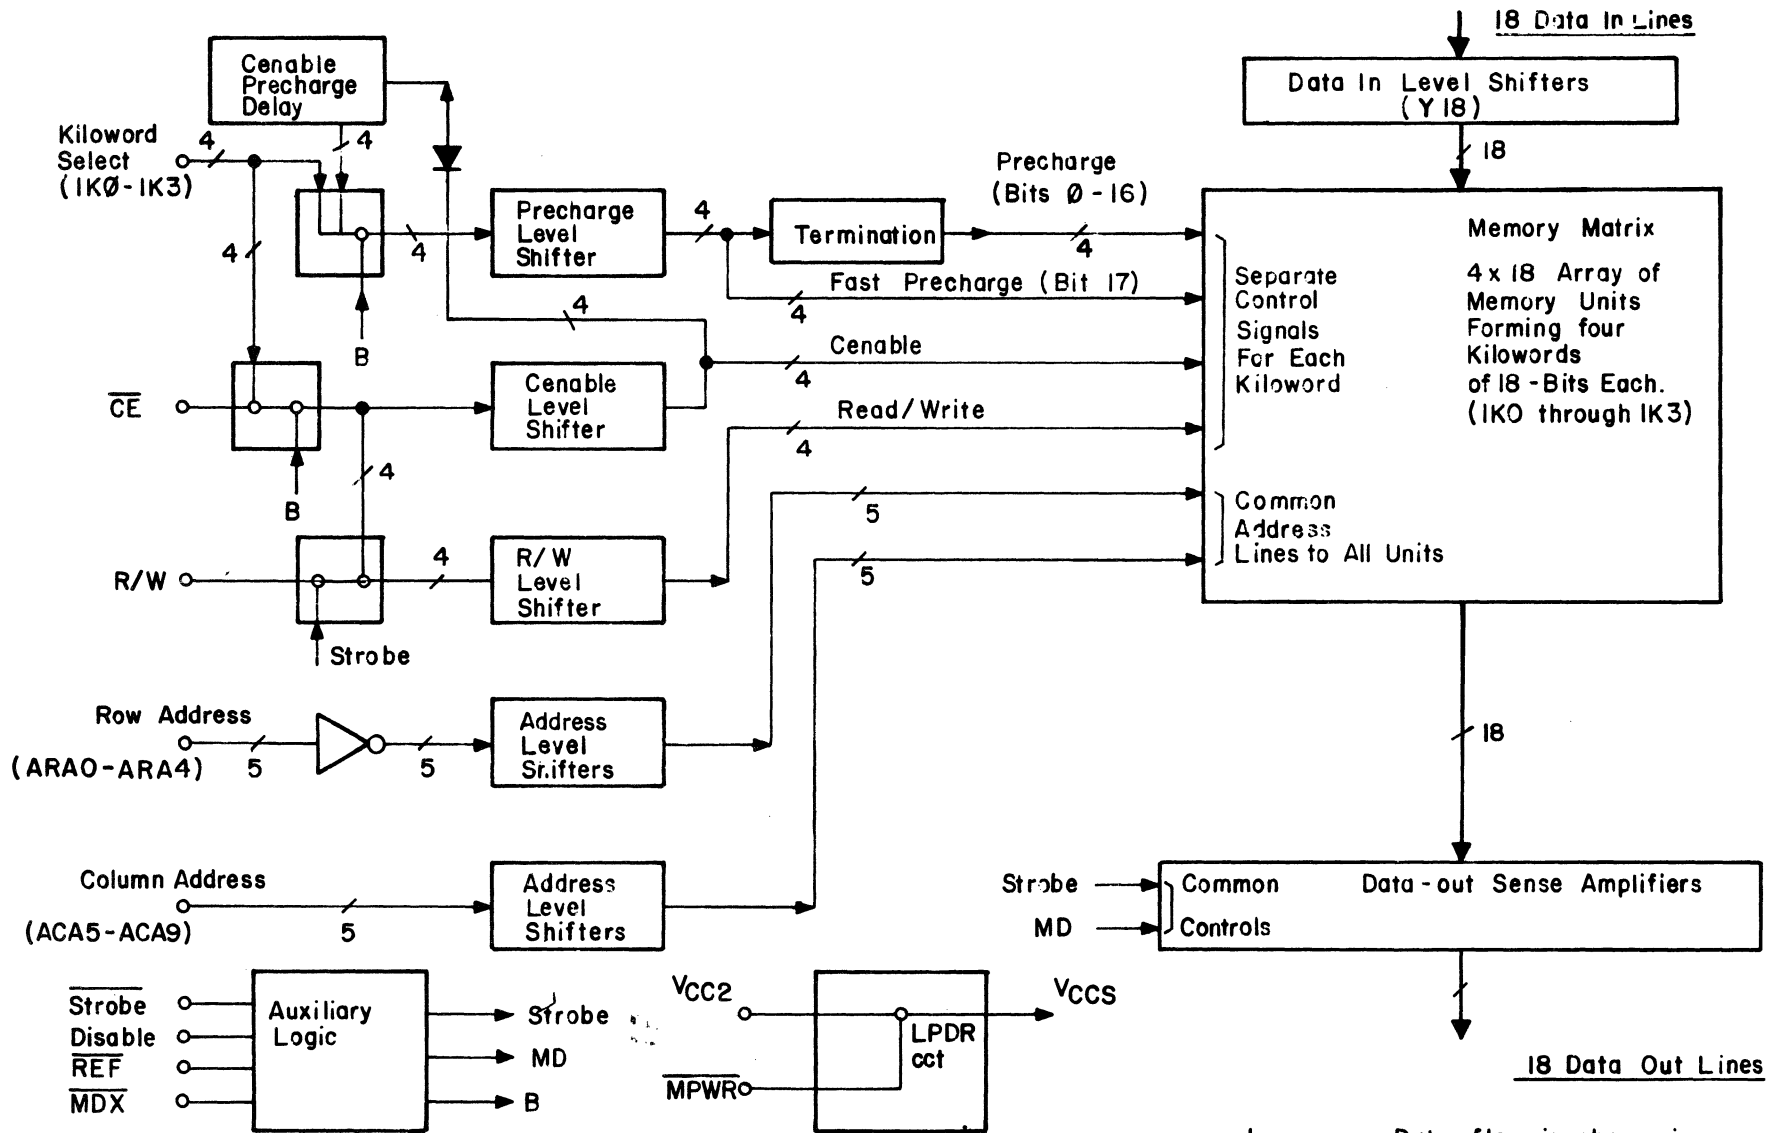 18 Data In Lines
Cenable
Precharge
Delay
Data In Level Shifters
(Y18)
Kiloword
Select
(1KØ-1K3)
4
4
18
Precharge
(Bits Ø-16)
4
Precharge
Level
Shifter
4
4
Termination
4
Fast Precharge (Bit 17)
4
B
4
Cenable
4
Separate
Control
Signals
For Each
Kiloword
Memory Matrix
4 x 18 Array of
Memory Units
Forming four
Kilowords
of 18-Bits Each.
(1K0 through 1K3)
CE
Cenable
Level
Shifter
Read/Write
4
B
4
Common
Address
Lines to All Units
5
5
R/W
4
R/W
Level
Shifter
Strobe
Row Address
(ARA0-ARA4)
5
5
Address
Level
Shifters
18
Column Address
(ACA5-ACA9)
5
Address
Level
Shifters
Strobe
MD
Common
Controls
Data-out Sense Amplifiers
Strobe
Disable
REF
MDX
Auxiliary
Logic
Strobe
MD
B
VCC2
MPWR
LPDR
cct
VCCS
18 Data Out Lines